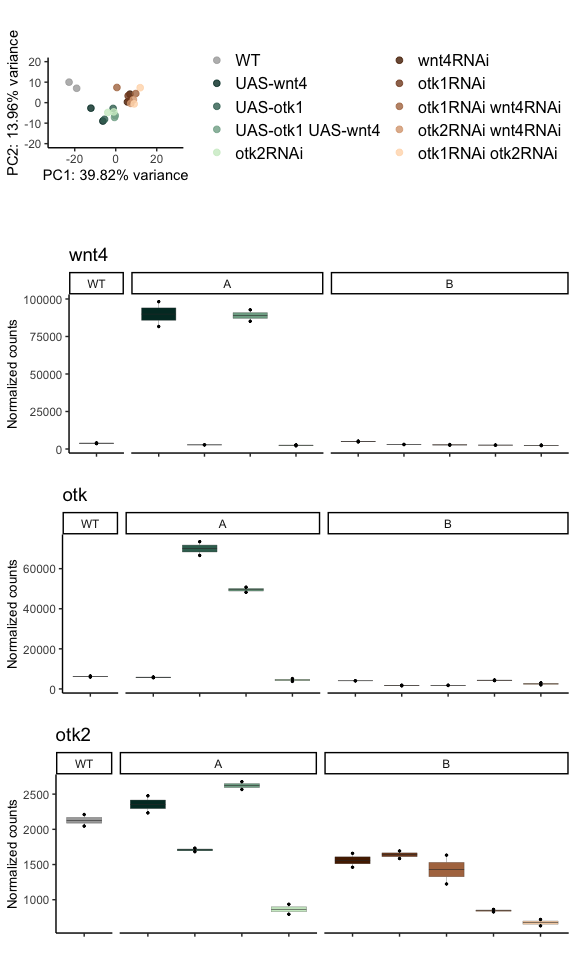 PC2: 13.96% variance
20
10
0
-10
-20
-20 0 20
PC1: 39.82% variance
WT
UAS-wnt4
UAS-otk1
UAS-otk1 UAS-wnt4
otk2RNAi
wnt4RNAi
otk1RNAi
otk1RNAi wnt4RNAi
otk2RNAi wnt4RNAi
otk1RNAi otk2RNAi
wnt4
WT A B
Normalized counts
100000
75000
50000
25000
0
otk
WT A B
Normalized counts
60000
40000
20000
0
otk2
WT A B
Normalized counts
2500
2000
1500
1000